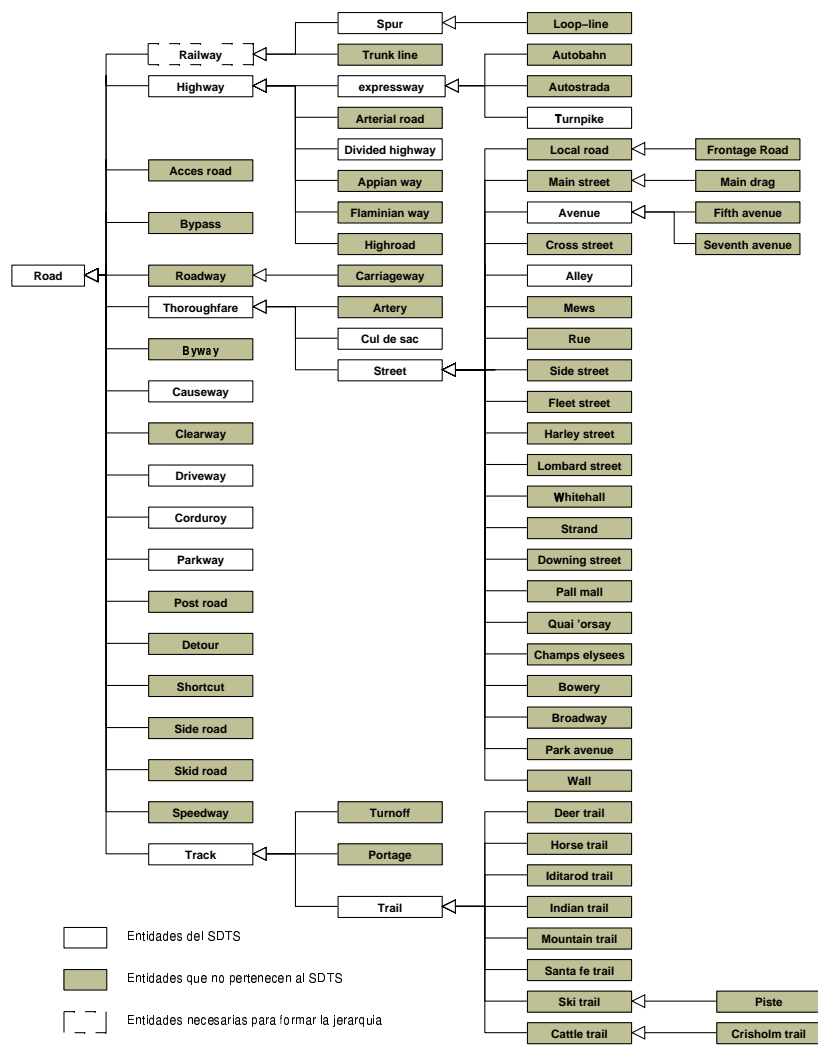 Spur
Loop-line
Railway
Trunk line
Autobahn
Highway
expressway
Autostrada
Arterial road
Turnpike
Divided highway
Local road
Frontage Road
Acces road
Appian way
Main street
Main drag
Bypass
Flaminian way
Avenue
Fifth avenue
Highroad
Cross street
Seventh avenue
Road
Roadway
Carriageway
Alley
Thoroughfare
Artery
Mews
Byway
Cul de sac
Rue
Street
Side street
Causeway
Fleet street
Clearway
Harley street
Driveway
Lombard street
Whitehall
Corduroy
Strand
Parkway
Downing street
Post road
Pall mall
Detour
Quai 'orsay
Champs elysees
Shortcut
Bowery
Side road
Broadway
Park avenue
Skid road
Wall
Speedway
Turnoff
Deer trail
Track
Portage
Horse trail
Iditarod trail
Trail
Indian trail
Entidades del SDTS
Mountain trail
Entidades que no pertenecen al SDTS
Santa fe trail
Ski trail
Piste
Entidades necesarias para formar la jerarquia
Cattle trail
Crisholm trail